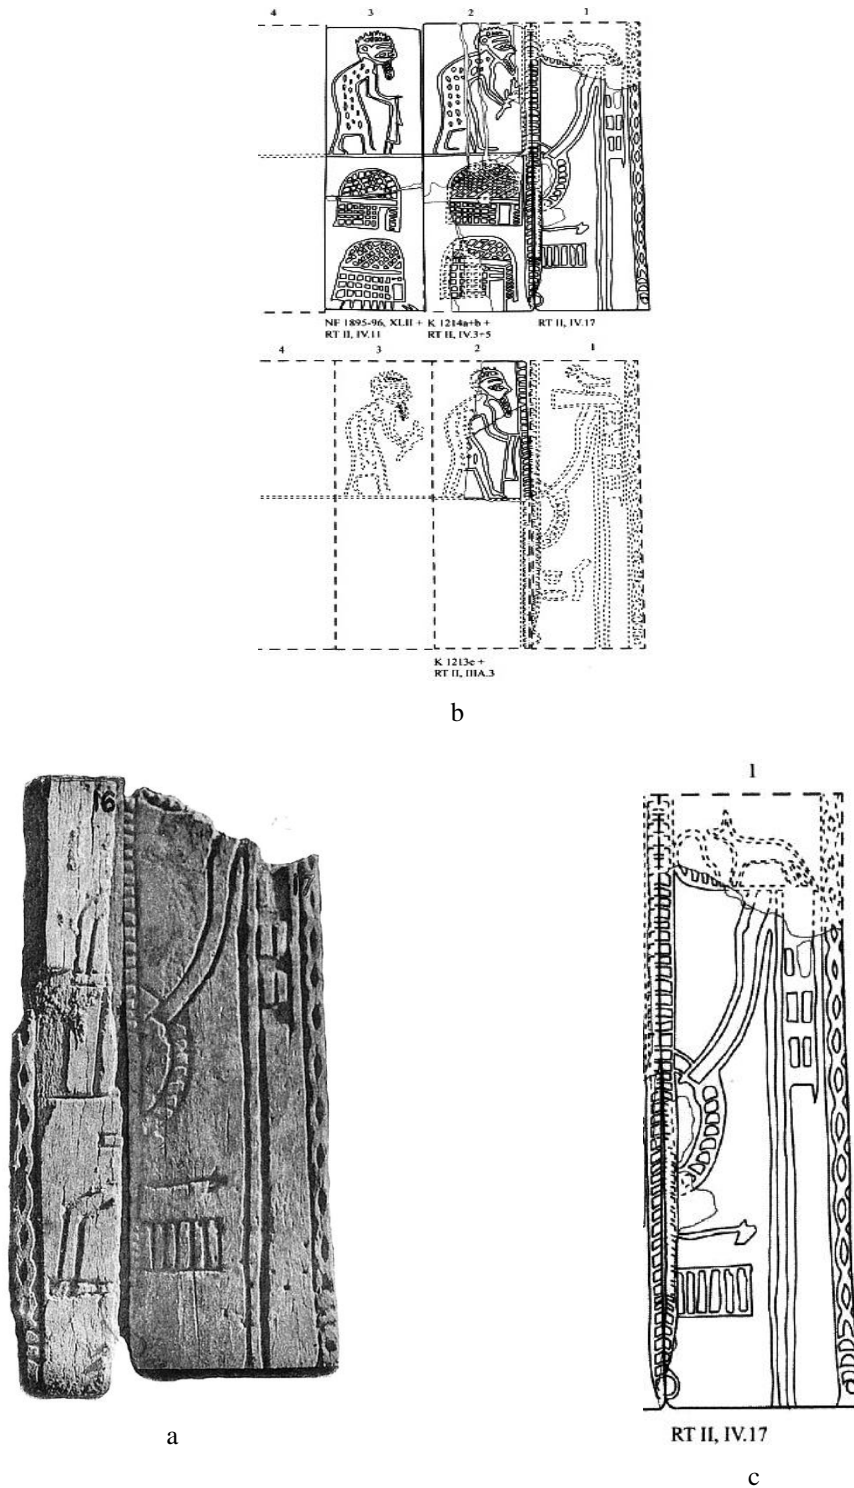 4 3 2 1
NF 1895-96, XLII + K 1214a+b + RT II, IV.17
RT II, IV.11 RT II, IV.3+5
4 3 2 1
K 1213c +
RT II, IIIA.3
b
16
17
a
1
RT II, IV.17
c